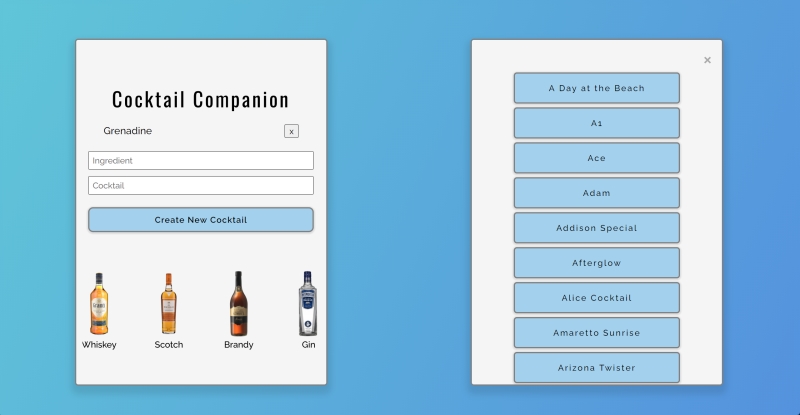 Cocktail Companion
Grenadine
x
Ingredient
Cocktail
Create New Cocktail
Whiskey
Scotch
Brandy
Gin
×
A Day at the Beach
A1
Ace
Adam
Addison Special
Afterglow
Alice Cocktail
Amaretto Sunrise
Arizona Twister